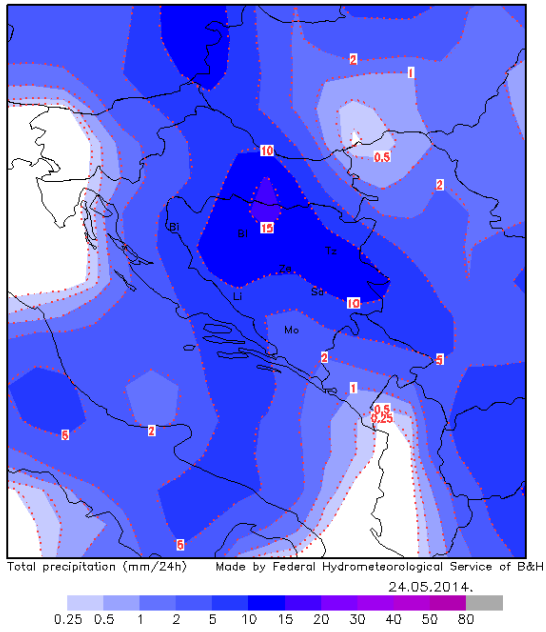 2
1
0.5
10
2
15
Bi
Bl
Tz
Ze
Li
Sa
10
Mo
2
5
1
0.5
0.25
5
2
5
Total precipitation (mm/24h) Made by Federal Hydrometeorological Service of B&H
24.05.2014.
0.25 0.5 1 2 5 10 15 20 30 40 50 80